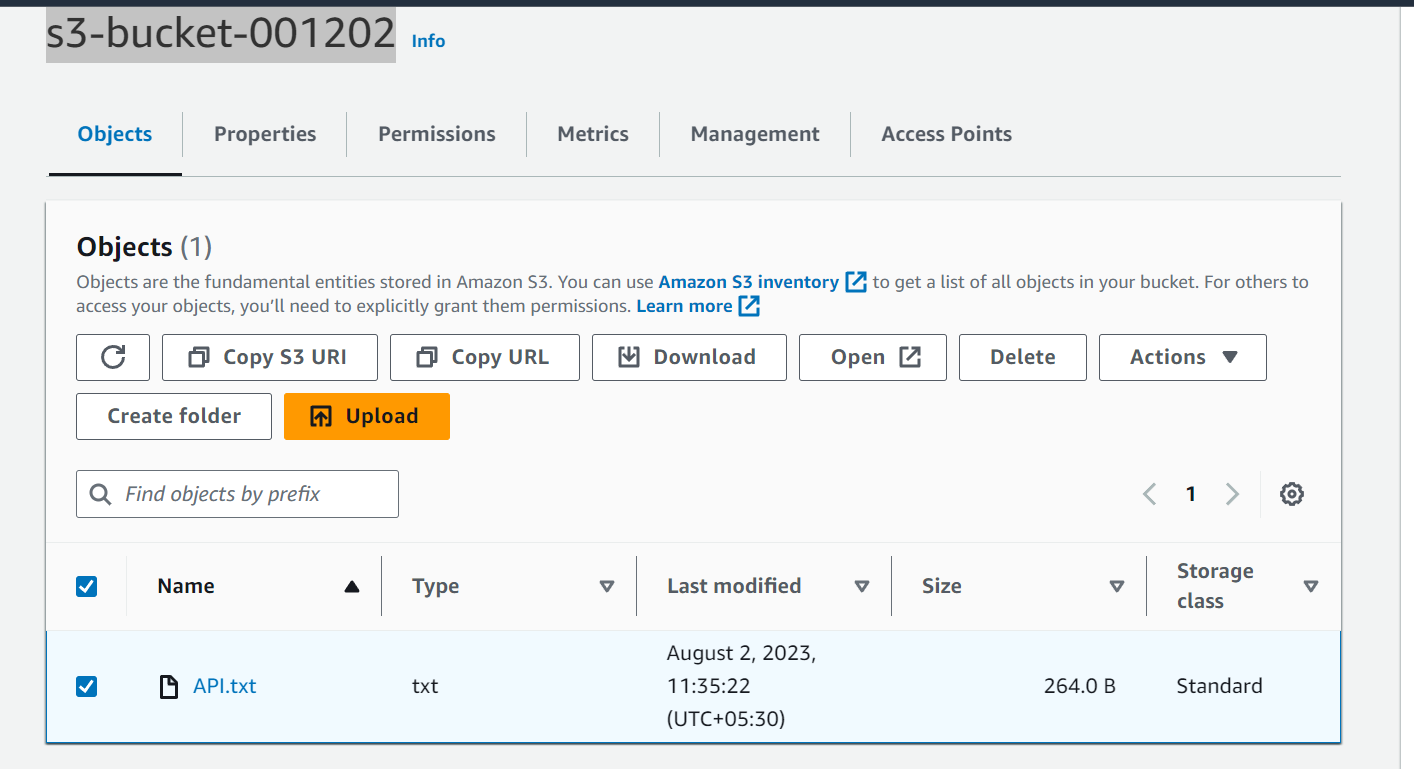 s3-bucket-001202 Info
Objects Properties Permissions Metrics Management Access Points
Objects (1)
Objects are the fundamental entities stored in Amazon S3. You can use Amazon S3 inventory to get a list of all objects in your bucket. For others to
access your objects, you’ll need to explicitly grant them permissions. Learn more
Copy S3 URI Copy URL Download Open Delete Actions
Create folder Upload
Find objects by prefix 1
Name Type Last modified Size Storage
class
API.txt txt August 2, 2023,
11:35:22 264.0 B Standard
(UTC+05:30)